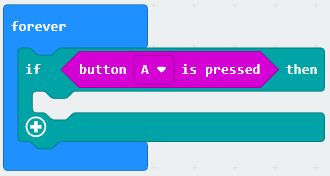 forever
if button A is pressed then